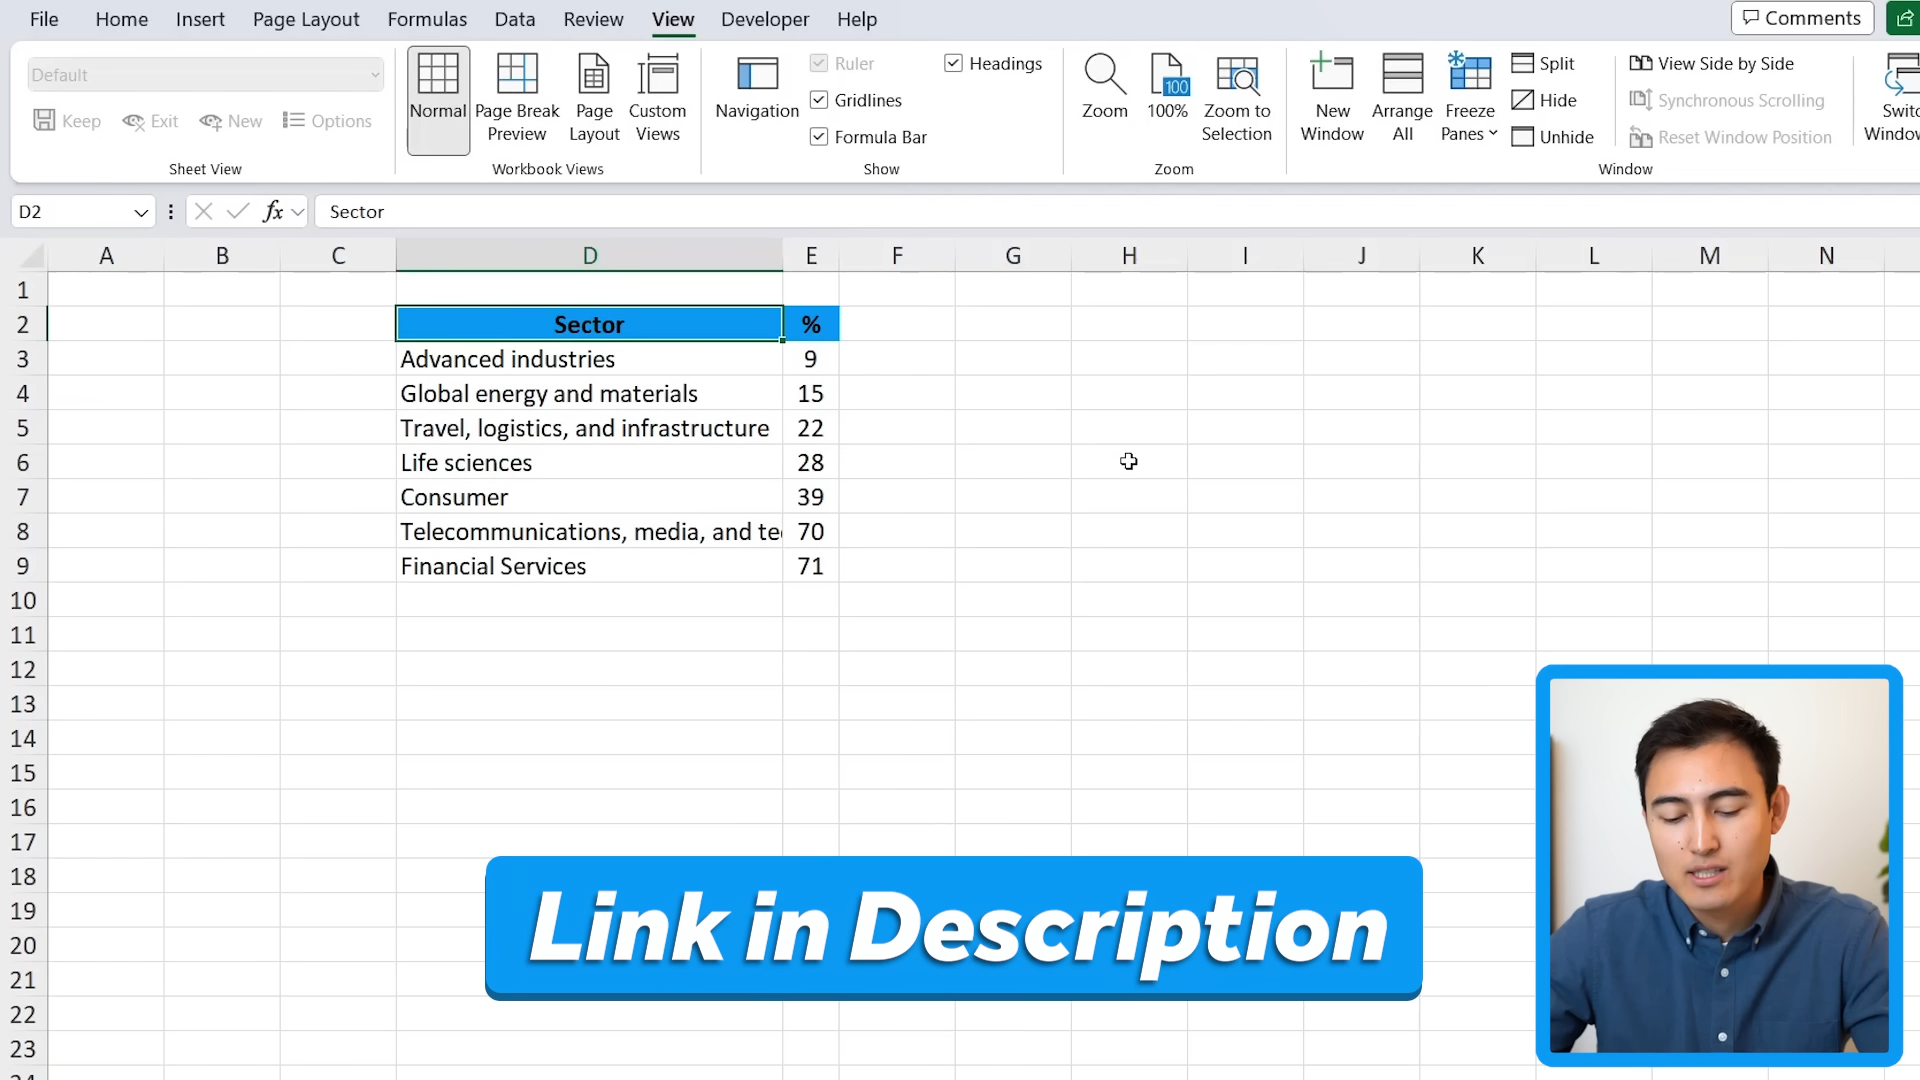 File Home Insert Page Layout Formulas Data Review View Developer Help Comments
Default
Keep Exit New Options
Sheet View
Normal Page Break Preview Page Layout Custom Views
Workbook Views
Navigation Ruler Headings
Gridlines
Formula Bar
Show
Zoom 100 100% Zoom to Selection
Zoom
New Window Arrange All Freeze Panes Split
Hide
Unhide
View Side by Side
Synchronous Scrolling
Reset Window Position
Window
D2 fx Sector
A B C D E F G H I J K L M N
1
2 Sector %
3 Advanced industries 9
4 Global energy and materials 15
5 Travel, logistics, and infrastructure 22
6 Life sciences 28
7 Consumer 39
8 Telecommunications, media, and te 70
9 Financial Services 71
10
11
12
13
14
15
16
17
18
19
20
21
22
23
Link in Description